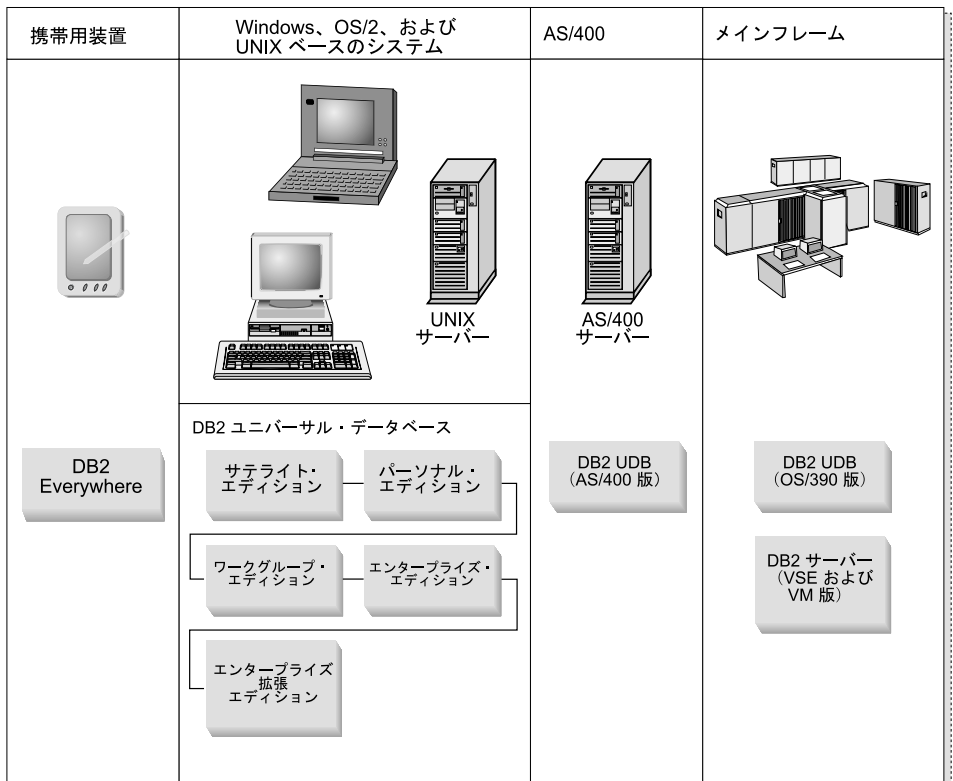 携帯用装置
Windows、OS/2、および
UNIX ベースのシステム
AS/400
メインフレーム
UNIX
サーバー
AS/400
サーバー
DB2
Everywhere
DB2 ユニバーサル・データベース
サテライト・
エディション
パーソナル・
エディション
ワークグループ・
エディション
エンタープライズ・
エディション
エンタープライズ
拡張
エディション
DB2 UDB
（AS/400 版）
DB2 UDB
（OS/390 版）
DB2 サーバー
（VSE および
VM 版）